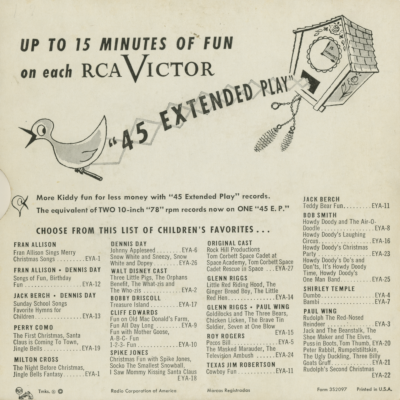 UP TO 15 MINUTES OF FUN
on each RCA VICTOR
"45 EXTENDED PLAY"
More Kiddy fun for less money with "45 Extended Play" records.
The equivalent of TWO 10-inch "78" rpm records now on ONE "45 E.P."
CHOOSE FROM THIS LIST OF CHILDREN'S FAVORITES...
FRAN ALLISON
Fran Allison Sings Merry
Christmas Songs EYA-1
FRAN ALLISON • DENNIS DAY
Songs of Fun, Birthday
Fun EYA-12
JACK BERCH • DENNIS DAY
Sunday School Songs
Favorite Hymns for
Children EYA-13
PERRY COMO
The First Christmas, Santa
Claus is Coming to Town,
Jingle Bells EYA-19
MILTON CROSS
The Night Before Christmas,
Jingle Bells Fantasy EYA-1
DENNIS DAY
Johnny Appleseed EYA-6
Snow White and Sneezy, Snow
White and Dopey EYA-26
WALT DISNEY CAST
Three Little Pigs, The Orphans
Benefit, The What-zis and
The Who-zis EYA-2
BOBBY DRISCOLL
Treasure Island EYA-17
CLIFF EDWARDS
Fun on Old Mac Donald's Farm,
Fun All Day Long EYA-9
Fun with Mother Goose,
A-B-C- Fun
1-2-3- Fun EYA-10
SPIKE JONES
Christmas Fun with Spike Jones,
Socko The Smallest Snowball,
I Saw Mommy Kissing Santa Claus
EYA-18
ORIGINAL CAST
Rock Hill Productions
Tom Corbett Space Cadet
at Space Academy,
Tom Corbett Space
Cadet Rescue in Space EYA-27
GLENN RIGGS
Little Red Riding Hood, The
Ginger Bread Boy, The Little
Red Hen EYA-14
GLENN RIGGS • PAUL WING
Goldilocks and The Three Bears,
Chicken Licken, The Brave Tin
Soldier, Seven at One Blow
ROY ROGERS
Pecos Bill EYA-5
The Masked Marauder, The
Television Ambush EYA-24
TEXAS JIM ROBERTSON
Cowboy Fun EYA-11
JACK BERCH
Teddy Bear Fun EYA-11
BOB SMITH
Howdy Doody and The Air-O-
Doodle EYA-8
Howdy Doody's Laughing
Circus EYA-16
Howdy Doody's Christmas
Party EYA-23
Howdy Doody's Do's and
Don'ts, It's Howdy Doody
Time, Howdy Doody's
One Man Band
SHIRLEY TEMPLE
Dumbo EYA-4
Bambi EYA-7
PAUL WING
Rudolph The Red-Nosed
Reindeer EYA-3
Jack and The Beanstalk, The
Shoe Maker and The Elves,
Puss in Boots, Tom Thumb, EYA-20
Peter Rabbit, Rumpelstiltskin,
The Ugly Duckling, Three Billy
Goats Gruff EYA-21
Rudolph's Second Christmas
EYA-22
Tmks. ®
Radio Corporation of America
Marcas Registradas
Form 3S2097
Printed in U.S.A.